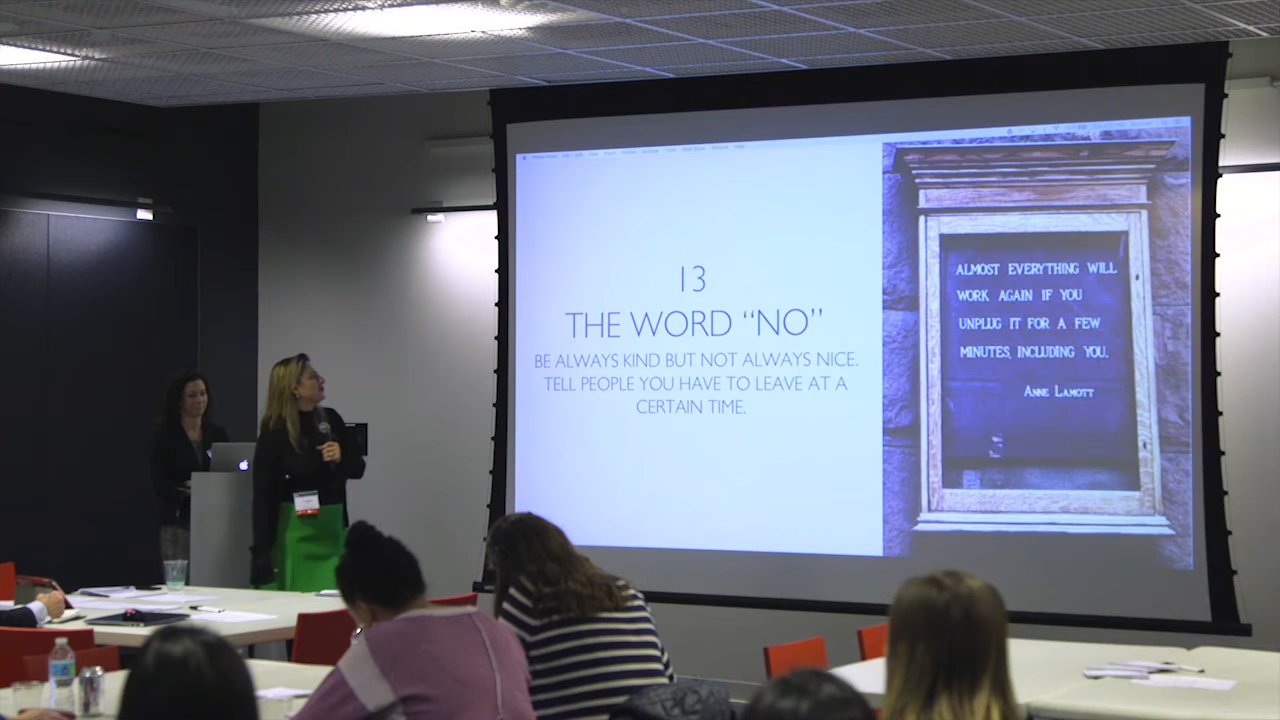 13
THE WORD “NO”
BE ALWAYS KIND BUT NOT ALWAYS NICE.
TELL PEOPLE YOU HAVE TO LEAVE AT A
CERTAIN TIME.
ALMOST EVERYTHING WILL
WORK AGAIN IF YOU
UNPLUG IT FOR A FEW
MINUTES, INCLUDING YOU.
ANNE LAMOTT